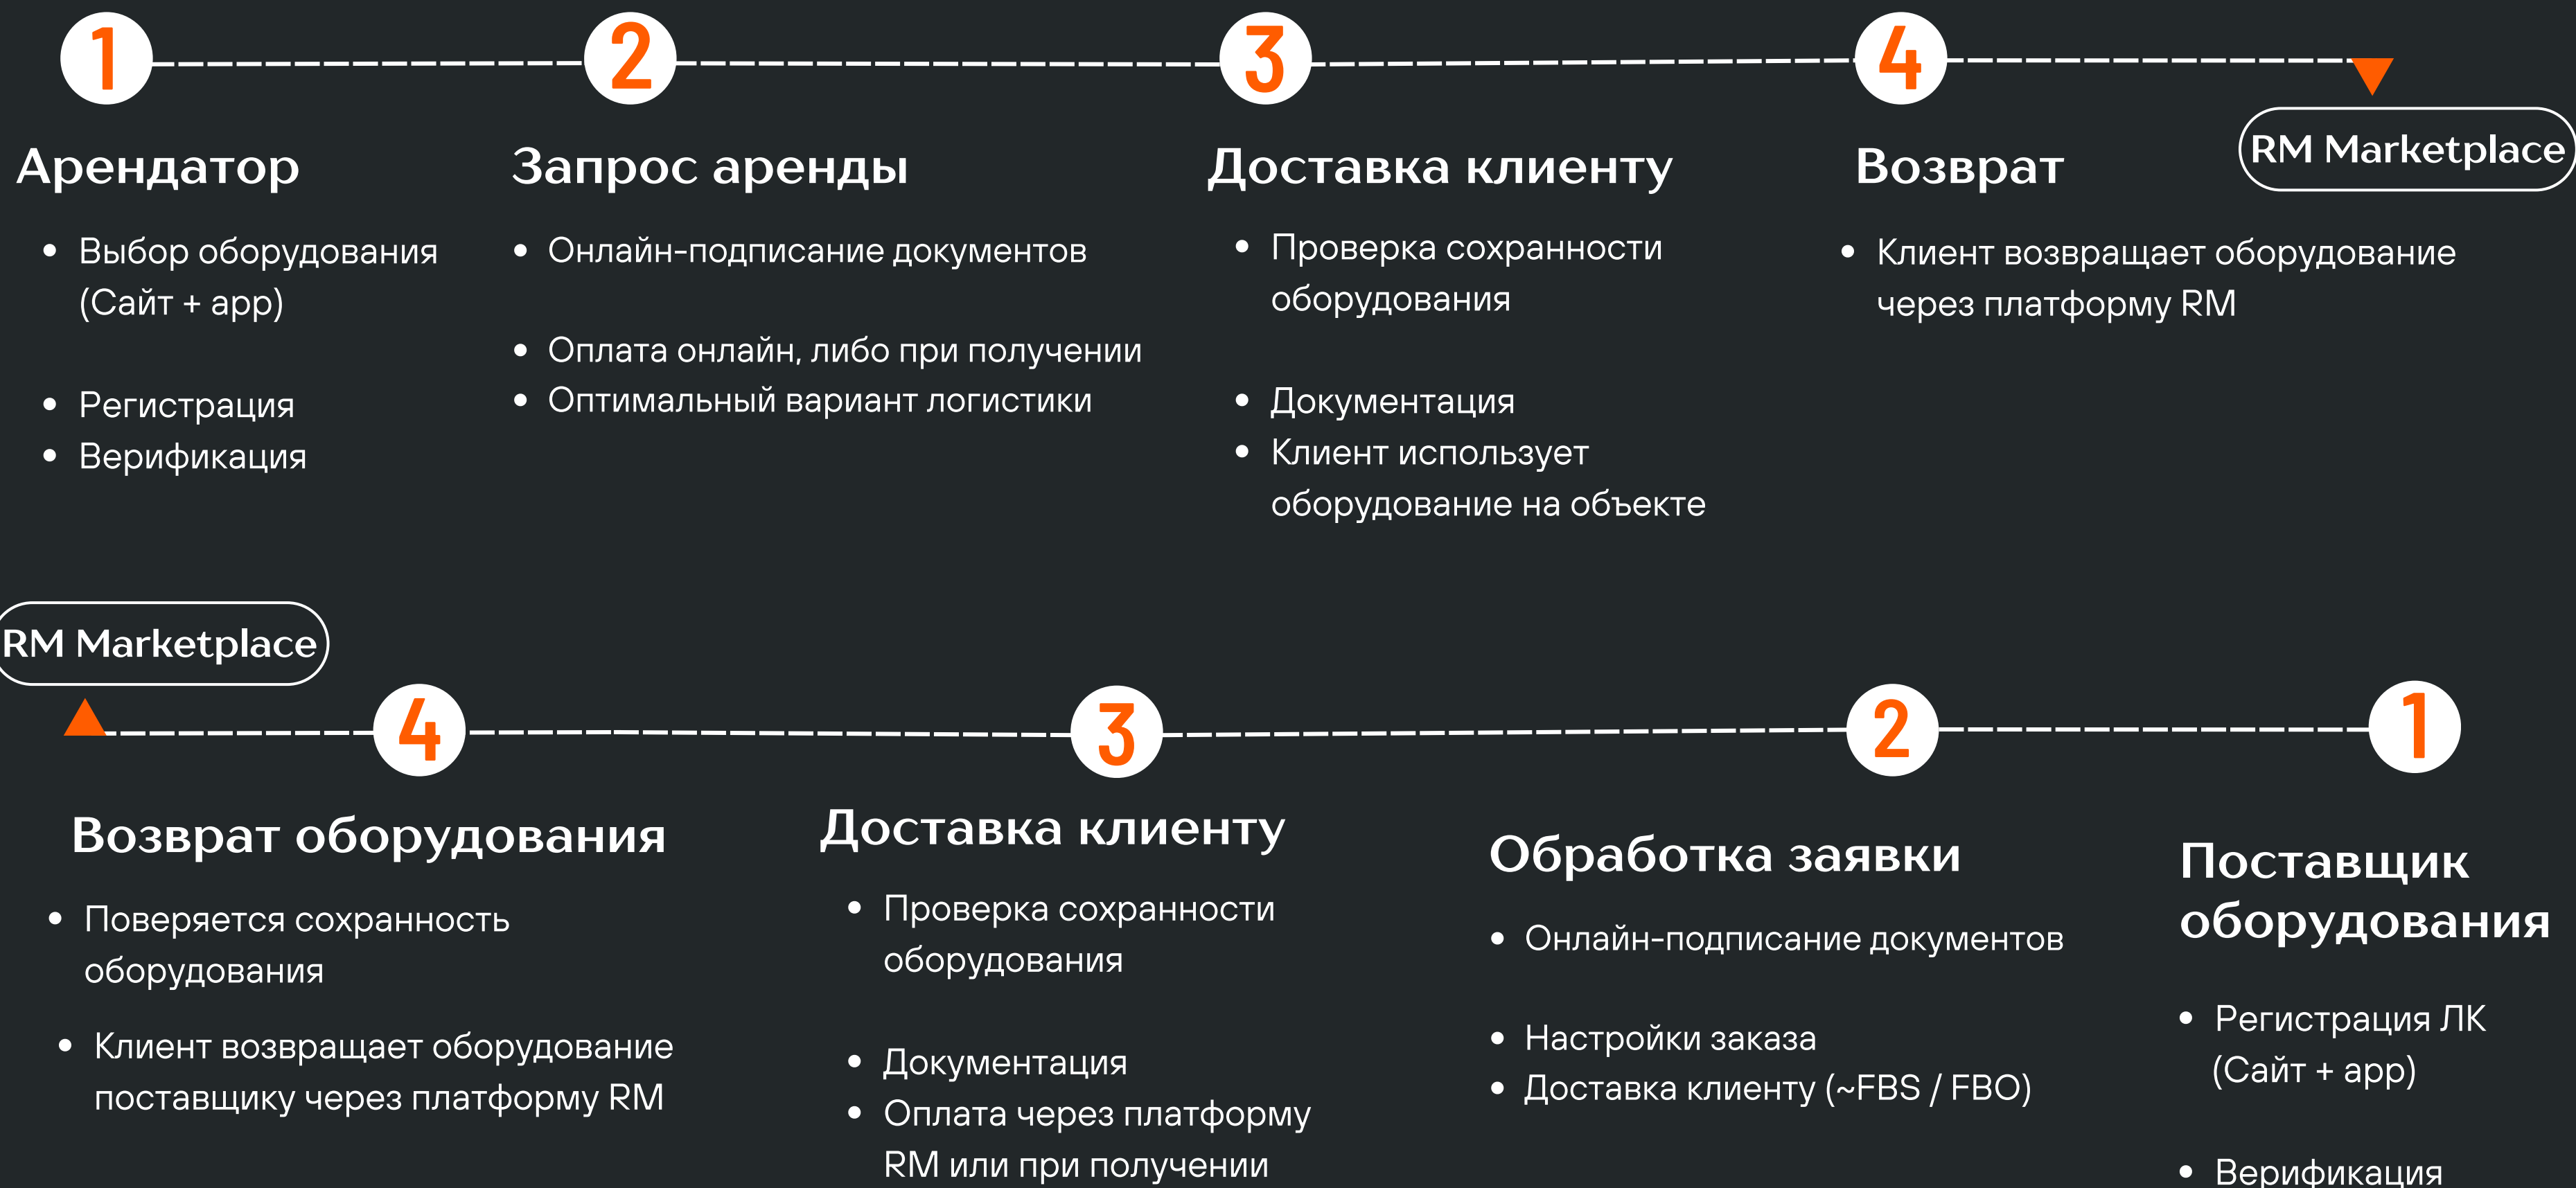 1
2
3
4
RM Marketplace
Арендатор
• Выбор оборудования
(Сайт + app)
• Регистрация
• Верификация
Запрос аренды
• Онлайн-подписание документов
• Оплата онлайн, либо при получении
• Оптимальный вариант логистики
Доставка клиенту
• Проверка сохранности
оборудования
• Документация
• Клиент использует
оборудование на объекте
Возврат
• Клиент возвращает оборудование
через платформу RM
RM Marketplace
4
3
2
1
Возврат оборудования
• Поверяется сохранность
оборудования
• Клиент возвращает оборудование
поставщику через платформу RM
Доставка клиенту
• Проверка сохранности
оборудования
• Документация
• Оплата через платформу
RM или при получении
Обработка заявки
• Онлайн-подписание документов
• Настройки заказа
• Доставка клиенту (~FBS / FBO)
Поставщик
оборудования
• Регистрация ЛК
(Сайт + app)
• Верификация